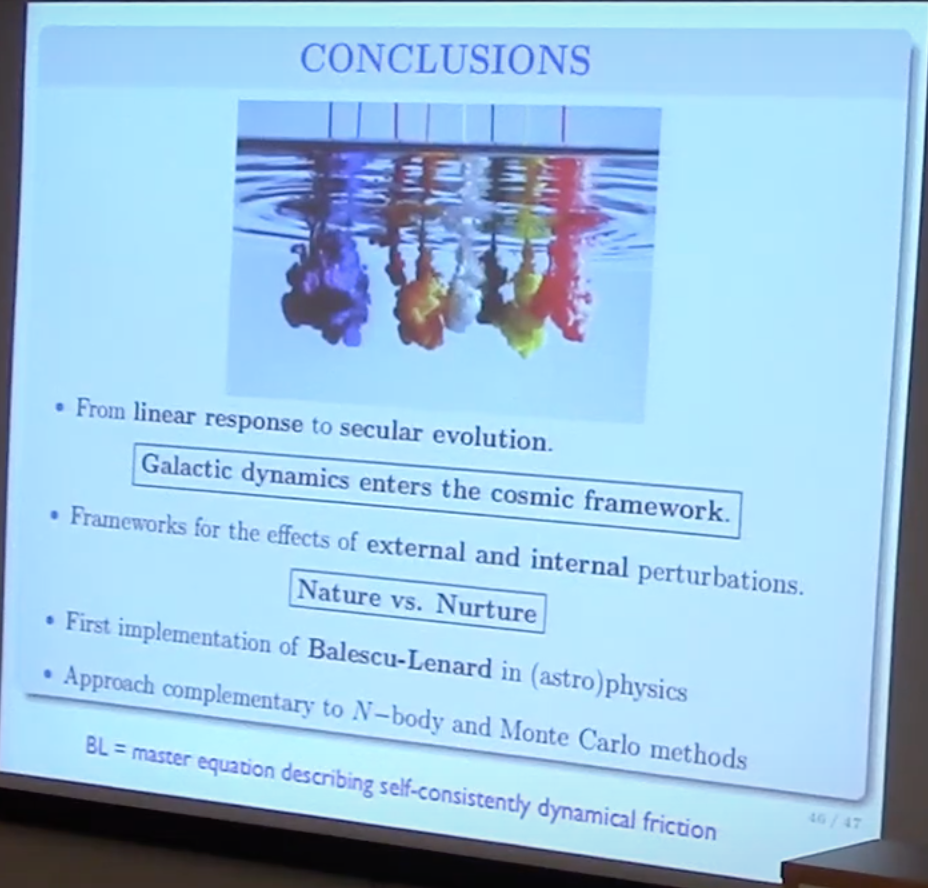 CONCLUSIONS
• From linear response to secular evolution.
Galactic dynamics enters the cosmic framework.
• Frameworks for the effects of external and internal perturbations.
Nature vs. Nurture
• First implementation of Balescu-Lenard in (astro)physics
• Approach complementary to N−body and Monte Carlo methods
BL = master equation describing self-consistently dynamical friction
46 / 47